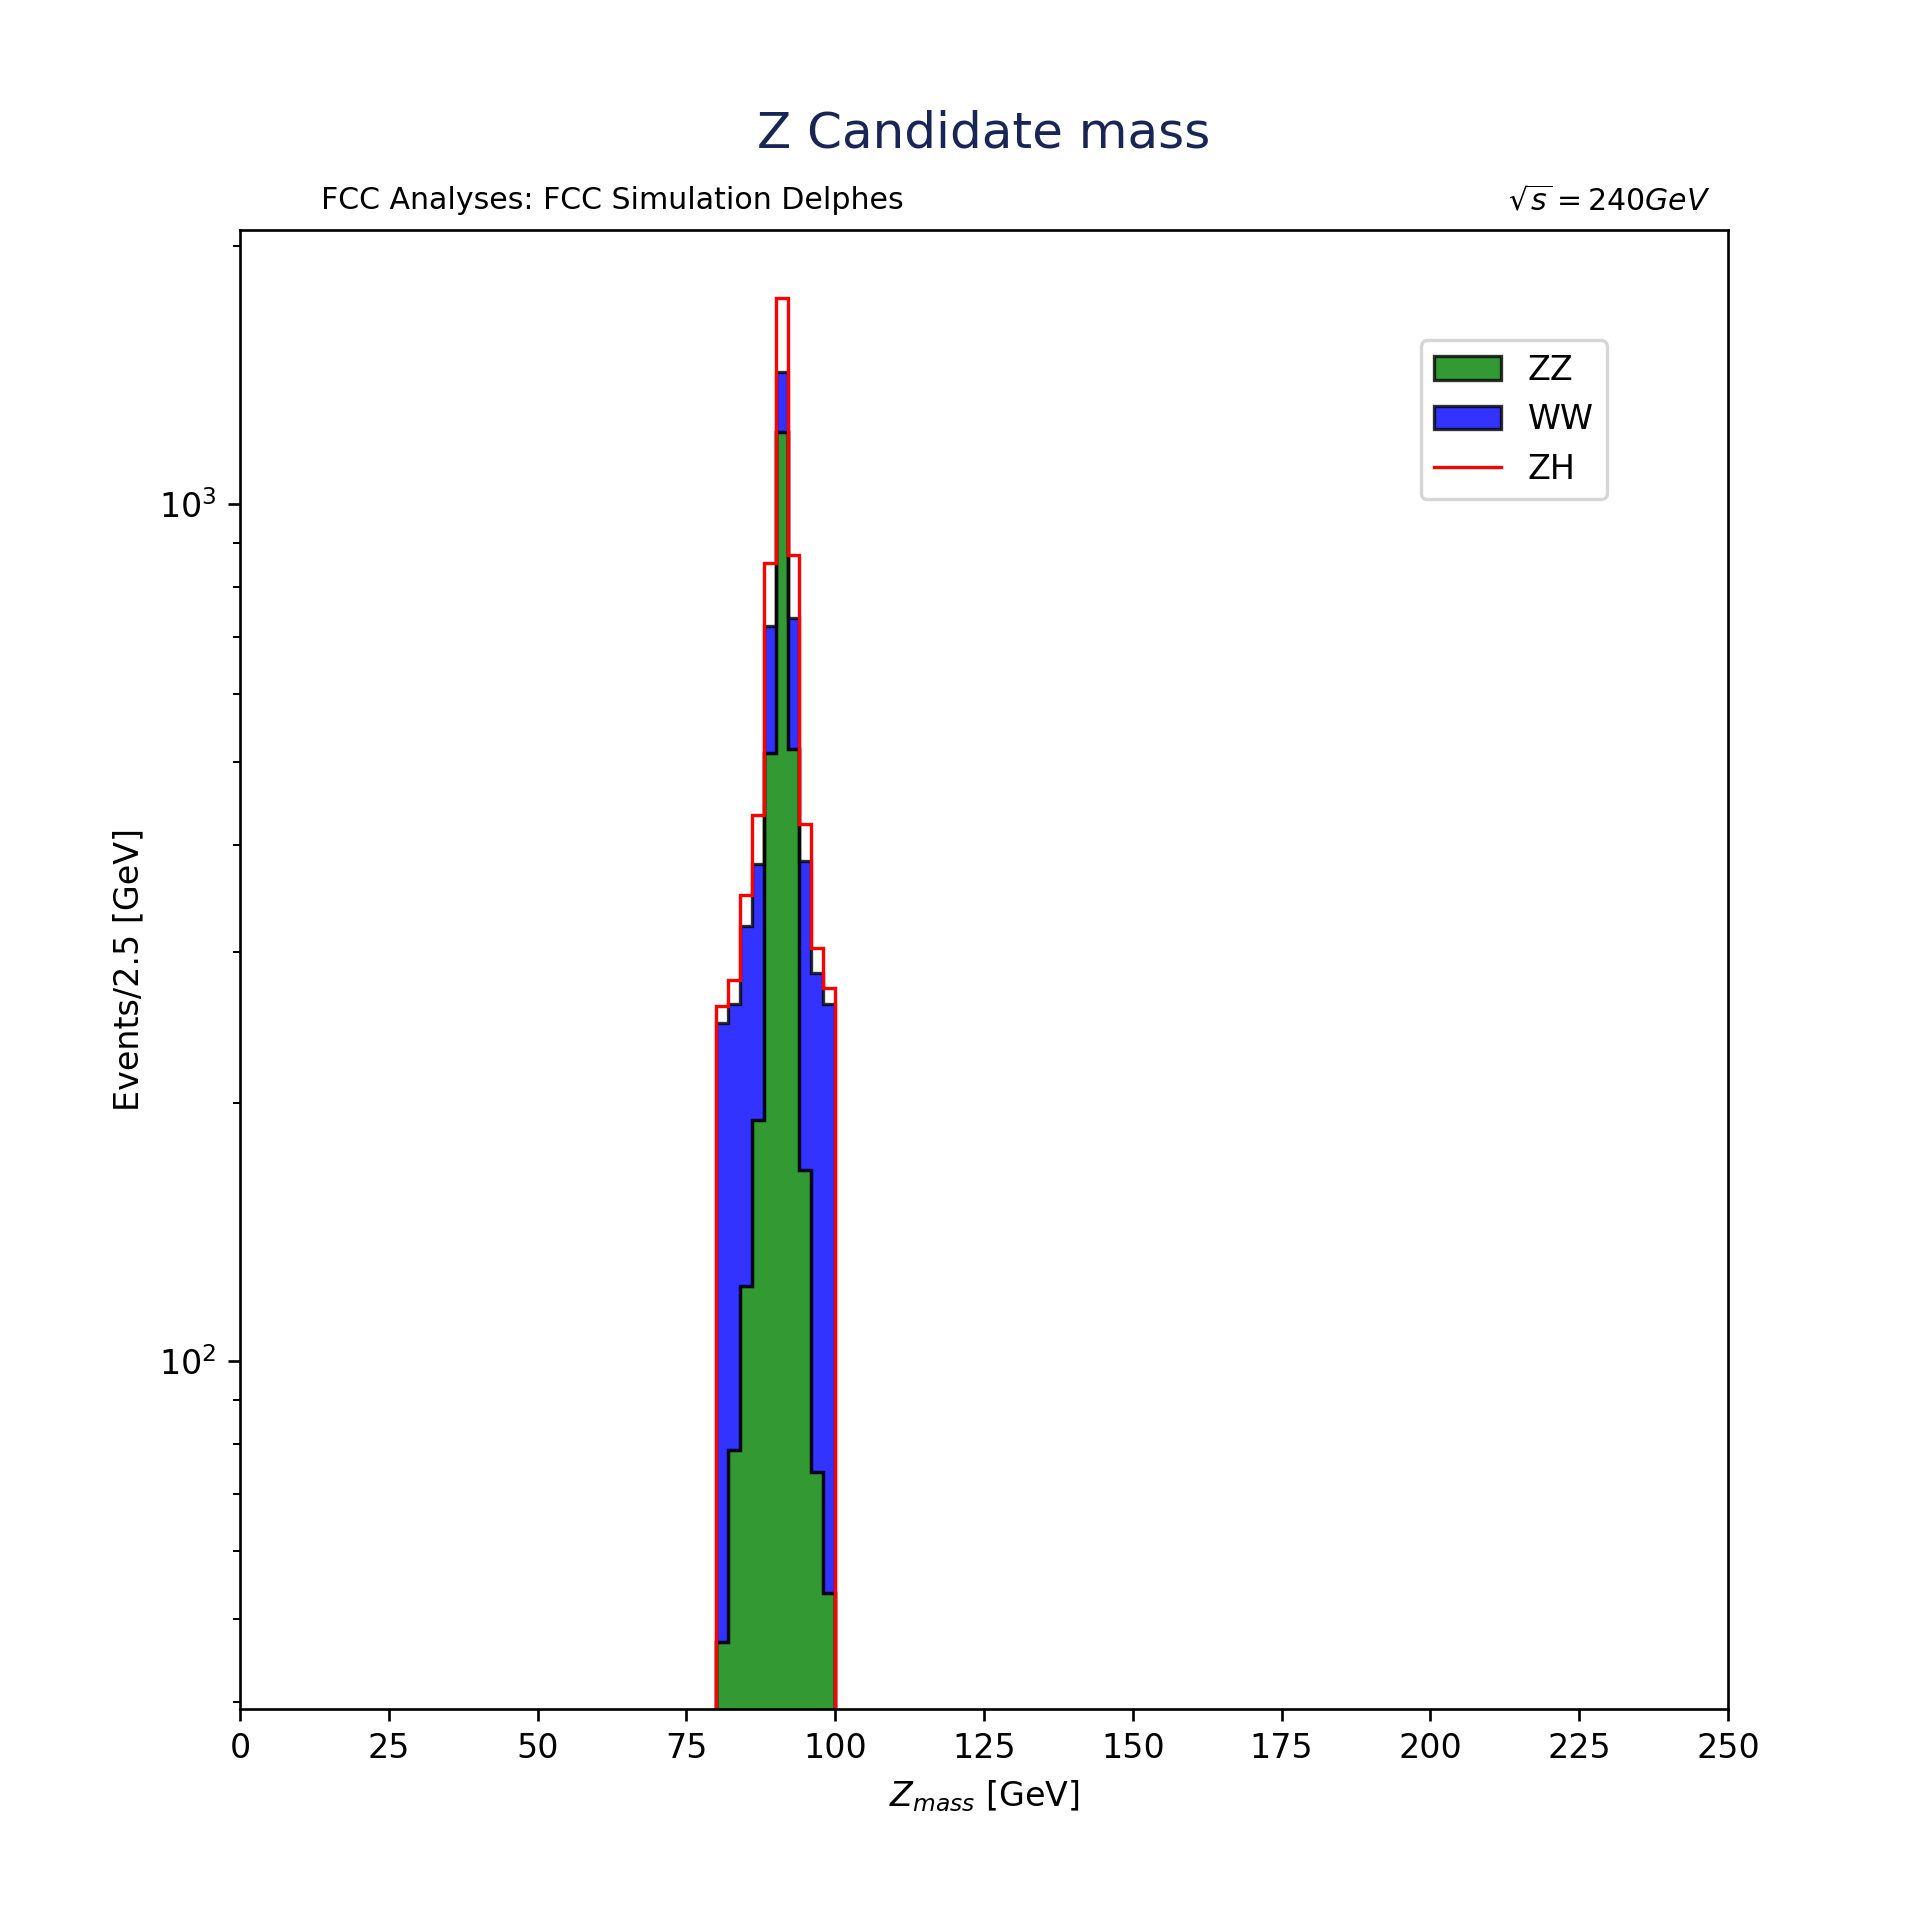 Z Candidate mass
FCC Analyses: FCC Simulation Delphes
√s = 240GeV
ZZ
WW
ZH
10³
10²
Events/2.5 [GeV]
0 25 50 75 100 125 150 175 200 225 250
Z_mass [GeV]